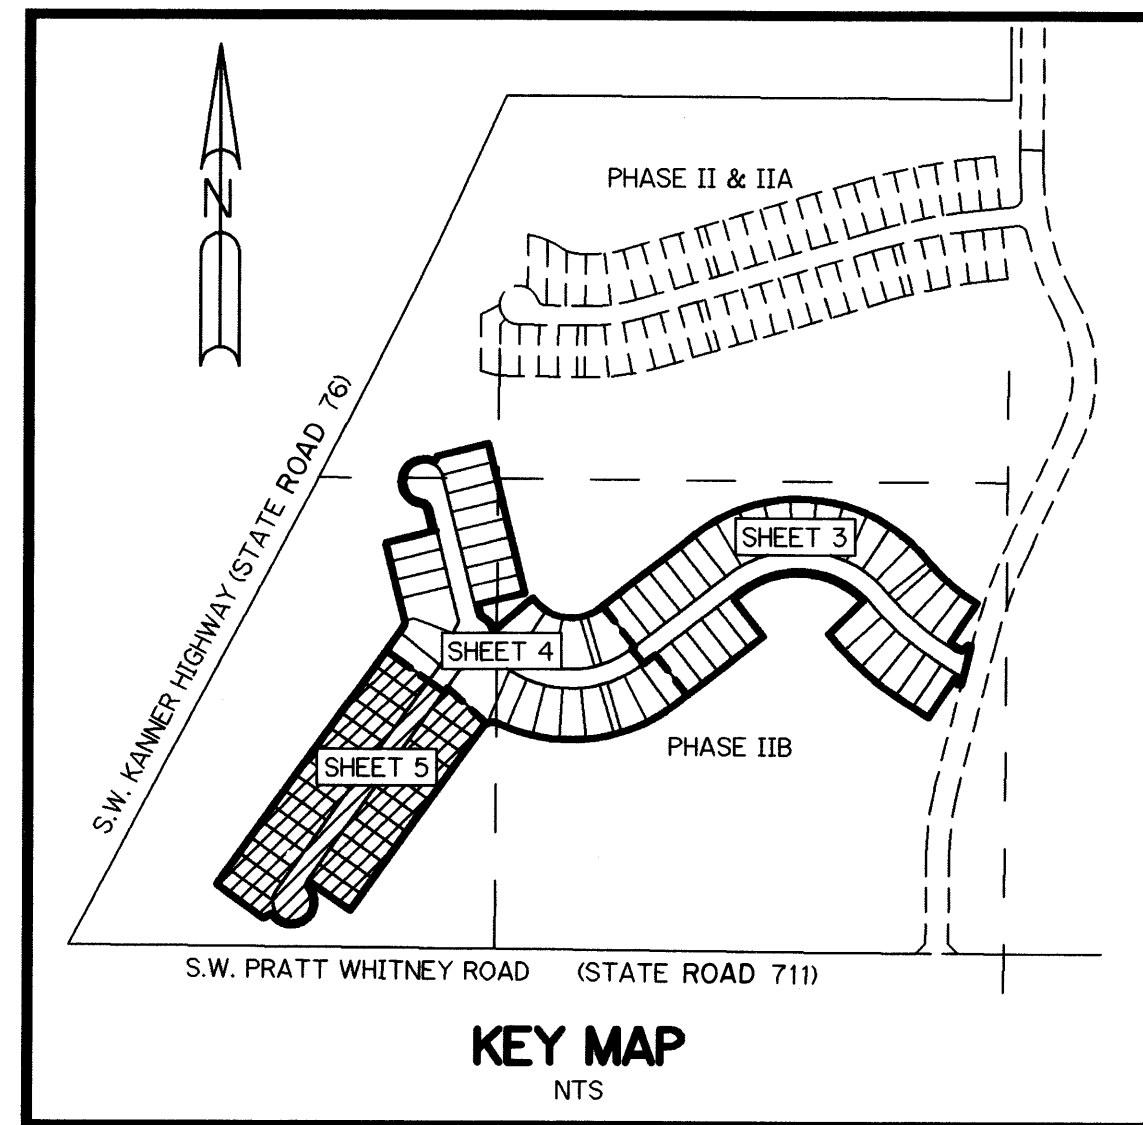 N
PHASE II & IIA
S.W. KANNER HIGHWAY (STATE ROAD 76)
SHEET 3
SHEET 4
PHASE IIB
SHEET 5
S.W. PRATT WHITNEY ROAD (STATE ROAD 711)
KEY MAP
NTS